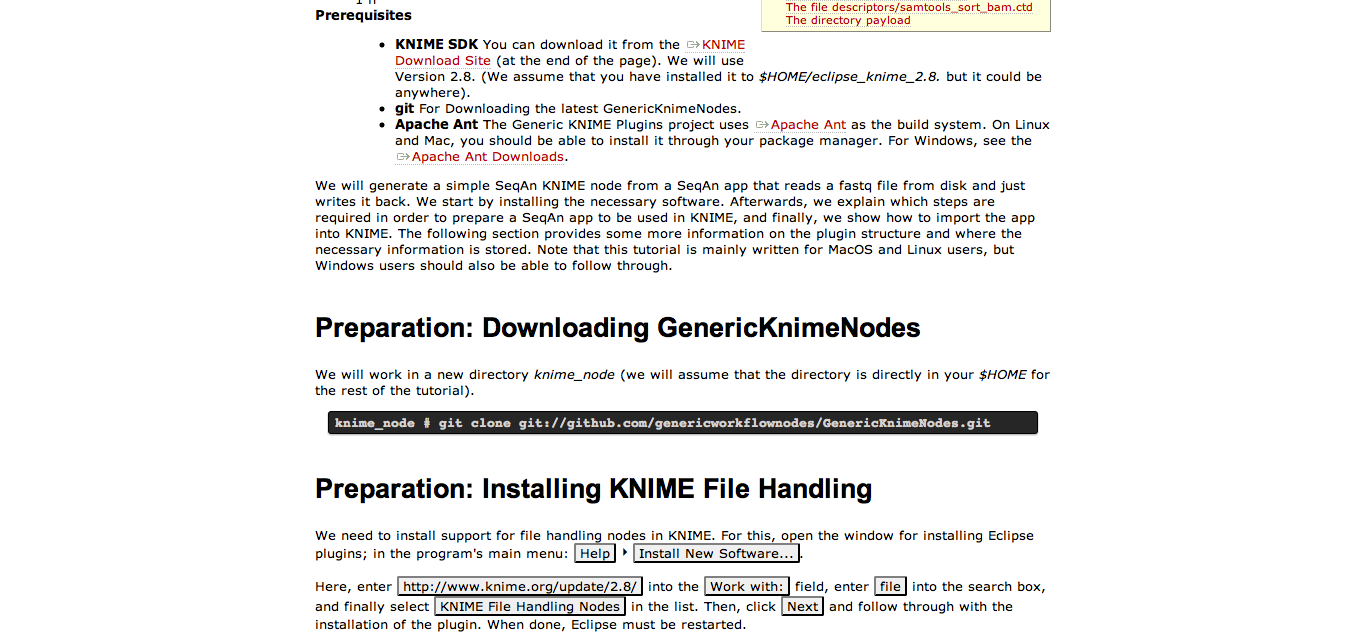 Prerequisites
The file descriptors/samtools_sort_bam.ctd
The directory payload
KNIME SDK You can download it from the KNIME
Download Site (at the end of the page). We will use
Version 2.8. (We assume that you have installed it to $HOME/eclipse_knime_2.8. but it could be
anywhere).
git For Downloading the latest GenericKnimeNodes.
Apache Ant The Generic KNIME Plugins project uses Apache Ant as the build system. On Linux
and Mac, you should be able to install it through your package manager. For Windows, see the
Apache Ant Downloads.
We will generate a simple SeqAn KNIME node from a SeqAn app that reads a fastq file from disk and just
writes it back. We start by installing the necessary software. Afterwards, we explain which steps are
required in order to prepare a SeqAn app to be used in KNIME, and finally, we show how to import the app
into KNIME. The following section provides some more information on the plugin structure and where the
necessary information is stored. Note that this tutorial is mainly written for MacOS and Linux users, but
Windows users should also be able to follow through.
Preparation: Downloading GenericKnimeNodes
We will work in a new directory knime_node (we will assume that the directory is directly in your $HOME for
the rest of the tutorial).
knime_node # git clone git://github.com/genericworkflownodes/GenericKnimeNodes.git
Preparation: Installing KNIME File Handling
We need to install support for file handling nodes in KNIME. For this, open the window for installing Eclipse
plugins; in the program's main menu: Help ‣ Install New Software....
Here, enter http://www.knime.org/update/2.8/ into the Work with: field, enter file into the search box,
and finally select KNIME File Handling Nodes in the list. Then, click Next and follow through with the
installation of the plugin. When done, Eclipse must be restarted.